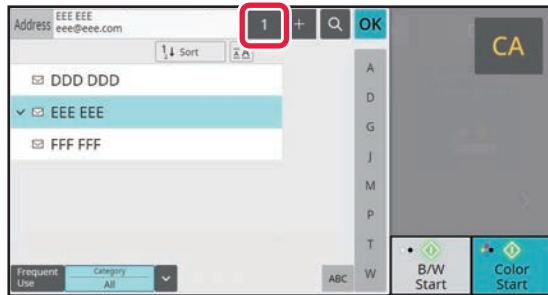 Address EEE EEE
eee@eee.com
1 + OK
Sort
CA
DDD DDD
EEE EEE
FFF FFF
A
D
G
J
M
P
T
W
Frequent
Use
Category
All
ABC
B/W
Start
Color
Start